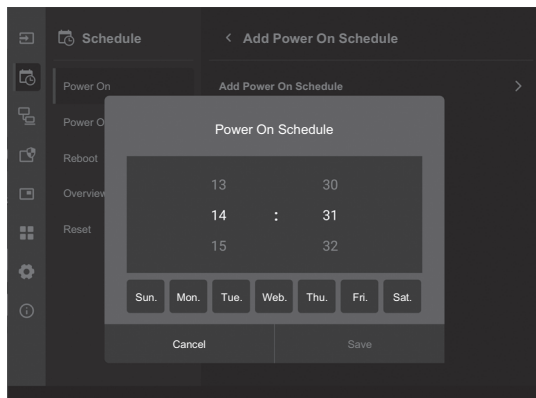 Schedule
< Add Power On Schedule
Power On
Add Power On Schedule >
Power O
Power On Schedule
Reboot
Overview
Reset
13 30
14 : 31
15 32
Sun. Mon. Tue. Web. Thu. Fri. Sat.
Cancel Save